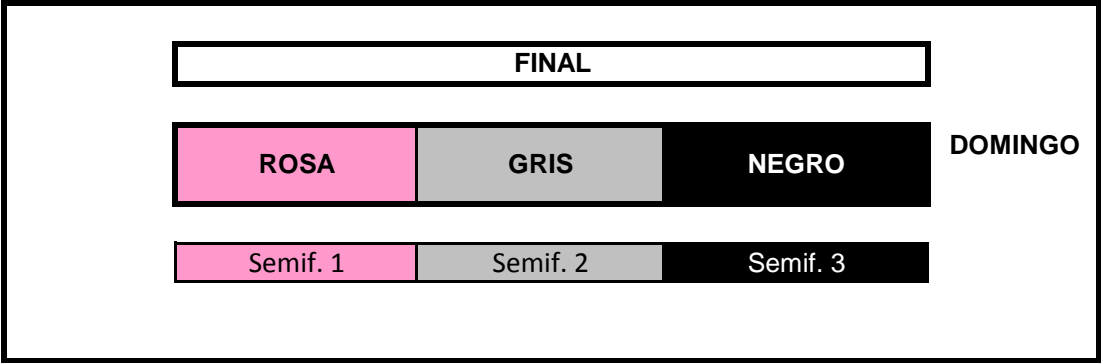 FINAL
ROSA GRIS NEGRO DOMINGO
Semif. 1 Semif. 2 Semif. 3